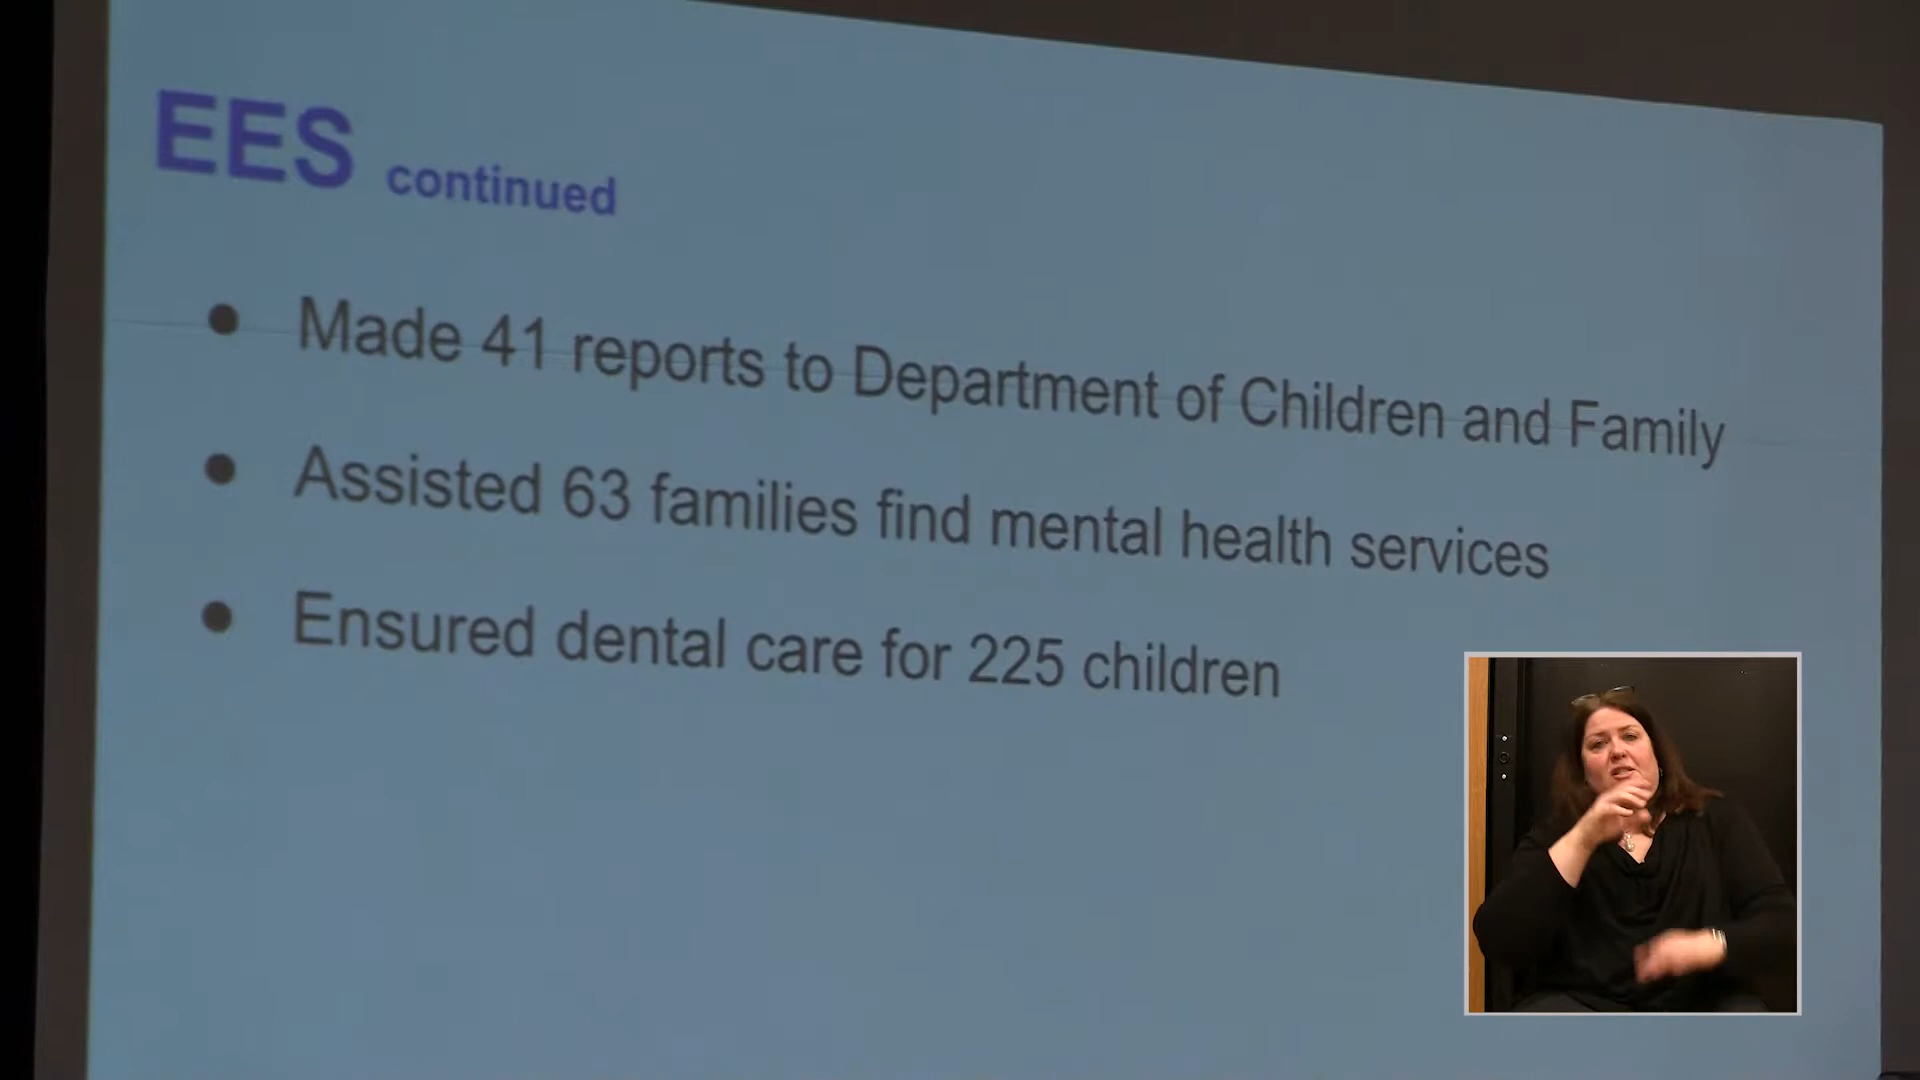 EES continued
● Made 41 reports to Department of Children and Family
● Assisted 63 families find mental health services
● Ensured dental care for 225 children